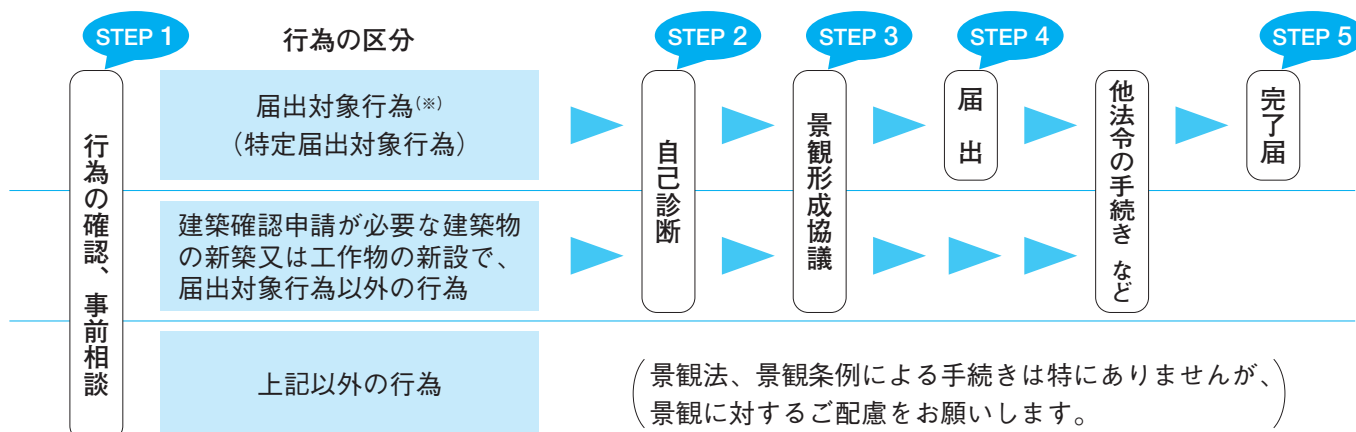 STEP 1
行為の区分
STEP 2
STEP 3
STEP 4
STEP 5
行為の確認、事前相談
届出対象行為(※)
（特定届出対象行為）
自己診断
景観形成協議
届出
他法令の手続き など
完了届
建築確認申請が必要な建築物
の新築又は工作物の新設で、
届出対象行為以外の行為
上記以外の行為
景観法、景観条例による手続きは特にありませんが、
景観に対するご配慮をお願いします。